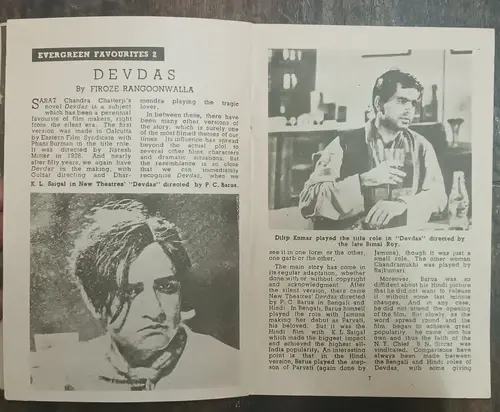 EVERGREEN FAVOURITES 2
DEVDAS
By FIROZE RANGOONWALLA
SARAT Chandra Chatterji's
novel Devdas is a subject
which has been a perennial
favourite of film makers, right
from the silent era. The first
version was made in Calcutta
by Eastern Film Syndicate with
Phani Burman in the title role.
It was directed by Naresh
Mitter in 1928. And nearly
after fifty years, we again have
Devdas in the making, with
Gulzar directing and Dhar-
mendra playing the tragic
lover.
In between these, there have
been many other versions of
the story, which is surely one
of the most filmed themes of our
times. Its influence has spread
beyond the actual plot to
several other films, characters
and dramatic situations. But
the resemblance is so close
that we can immediately
recognise Devdas, when we
K. L. Saigal in New Theatres' "Devdas" directed by P C. Barua.
Dilip Kumar played the title role in "Devdas" directed by
the late Bimal Roy.
see it in one form or the other,
one garb or the other.
The main story has come in
its regular adaptation, whether
done with or without copyright
and acknowledgment. After
the silent version, there came
New Theatres' Devdas directed
by P. C. Barua in Bengali and
Hindi. In Bengali, Barua himself
played the role with Jamuna
making her debut as Parvati,
his beloved. But it was the
Hindi film with K. L. Saigal
which made the biggest impact
and achieved the highest all-
India popularity. An interesting
point is that in the Hindi
version, Barua played the step-
son of Parvati (again done by
Jamuna), though it was just a
small role. The other woman
Chandramukhi was played by
Rajkumari.
Moreover, Barua was so
diffident about his Hindi picture
that he did not want to release
it without some last minute
changes. And in any case,
he did not attend the opening
of the film. But slowly, as the
word spread round and the
film began to achieve great
popularity, he came into his
own and thus the faith of the
N. T. Chief B. N. Sircar was
vindicated. Comparisons have
always been made between
the Bengali and Hindi roles of
Devdas, with some giving
7